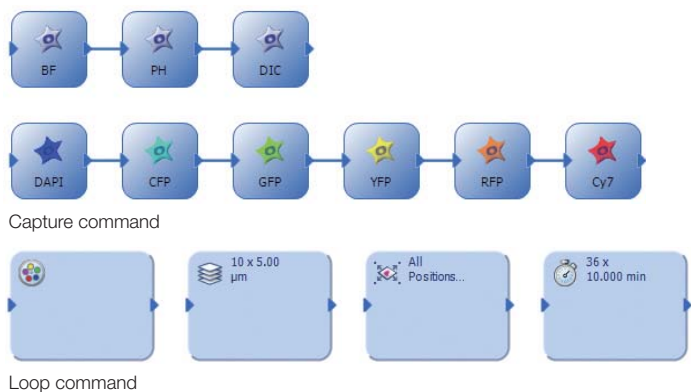 BF PH DIC
DAPI CFP GFP YFP RFP Cy7
Capture command
10 x 5.00
µm
All
Positions...
36 x
10.000 min
Loop command